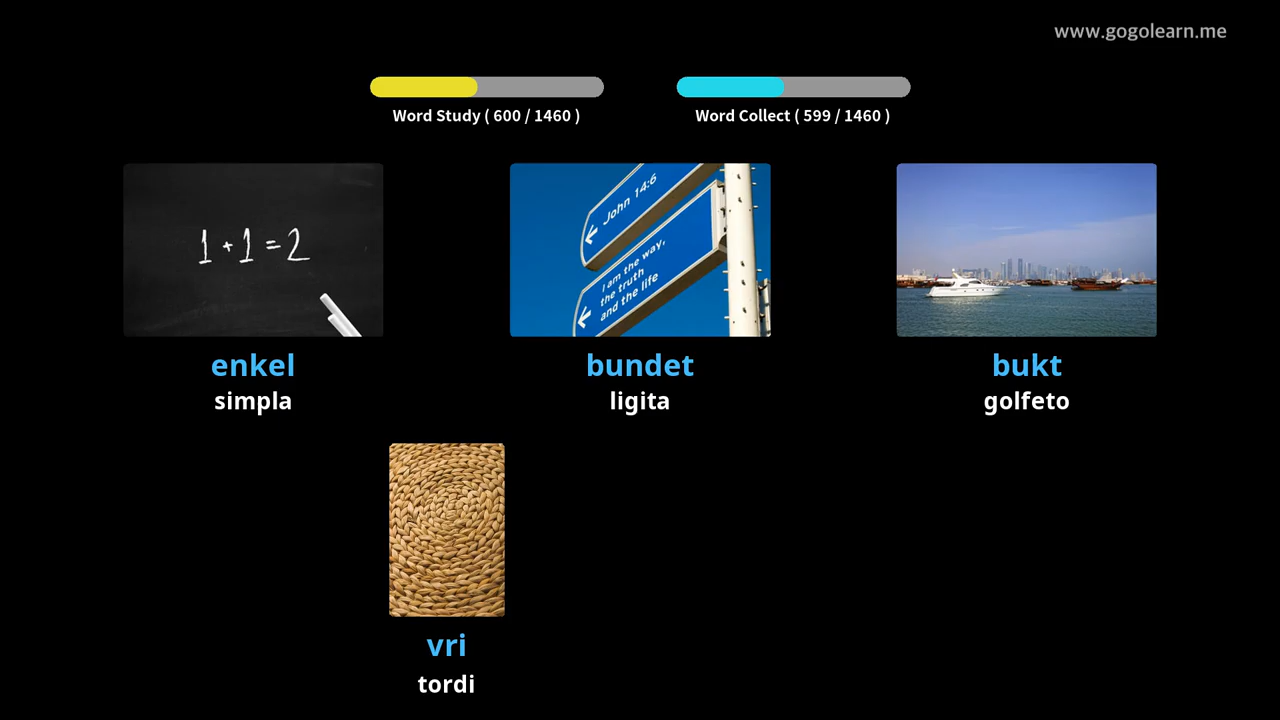 www.gogolearn.me
Word Study ( 600 / 1460 )
Word Collect ( 599 / 1460 )
1 + 1 = 2
John 14:6
I am the way,
the truth
and the life
enkel
simpla
bundet
ligita
bukt
golfeto
vri
tordi